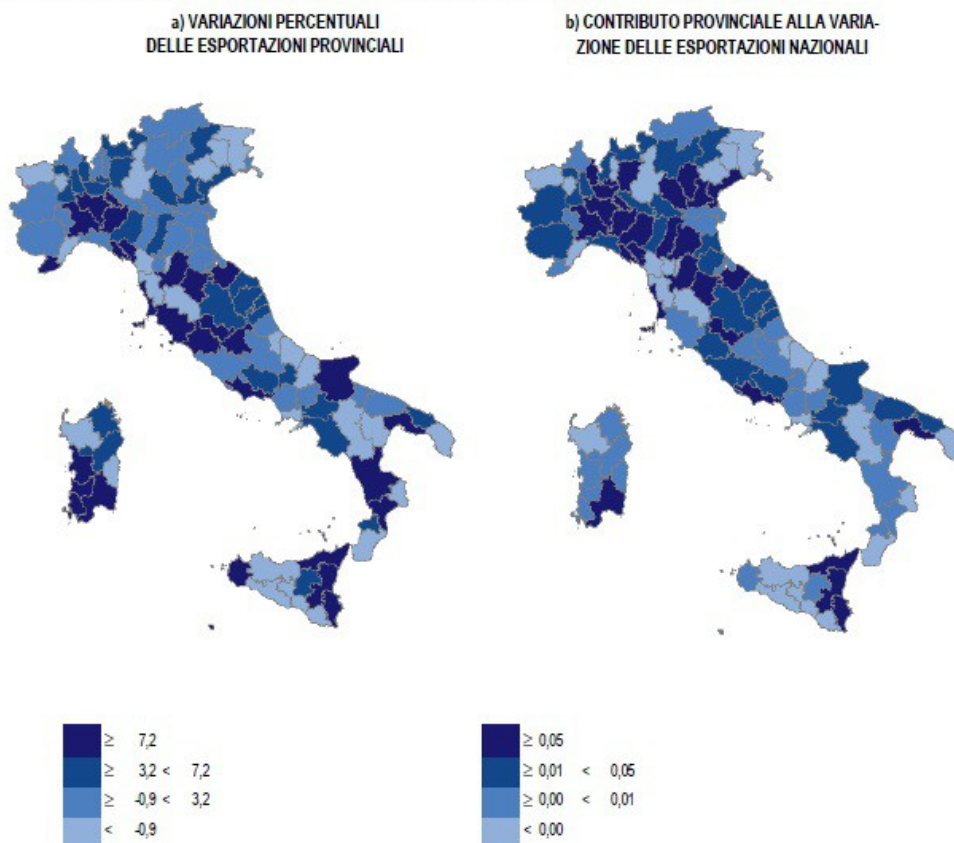 a) VARIAZIONI PERCENTUALI
DELLE ESPORTAZIONI PROVINCIALI
b) CONTRIBUTO PROVINCIALE ALLA VARIA-
ZIONE DELLE ESPORTAZIONI NAZIONALI
≥ 7,2
≥ 3,2 < 7,2
≥ -0,9 < 3,2
< -0,9
≥ 0,05
≥ 0,01 < 0,05
≥ 0,00 < 0,01
< 0,00